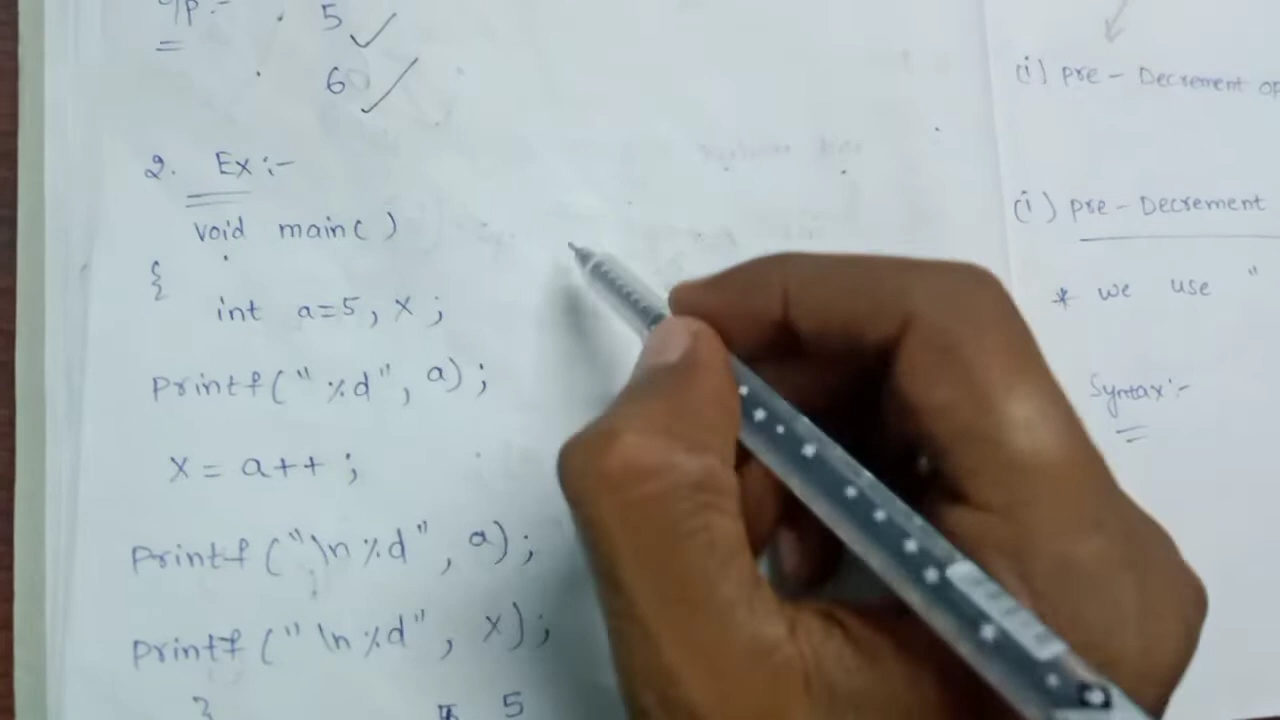 o/p :-
5
6
2. Ex :-
void main( )
{
int a=5, x ;
Printf(" %d", a) ;
x = a++ ;
Printf ("\n %d", a) ;
Printf ("\n %d", x) ;
}
5
(i) Pre - Decrement
(i) Pre - Decrement
* we use "
Syntax :-